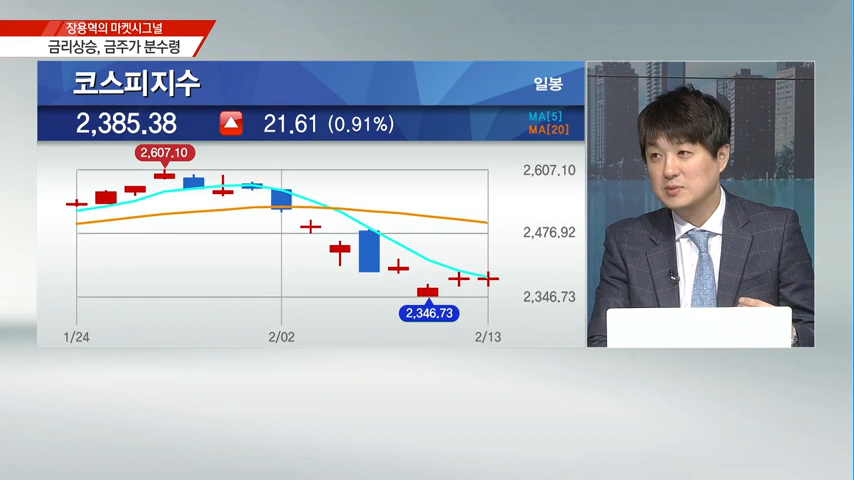 장용혁의 마켓시그널
금리상승, 금주가 분수령
코스피지수
일봉
2,385.38 21.61 (0.91%)
MA[5]
MA[20]
2,607.10
2,607.10
2,476.92
2,346.73
2,346.73
1/24 2/02 2/13